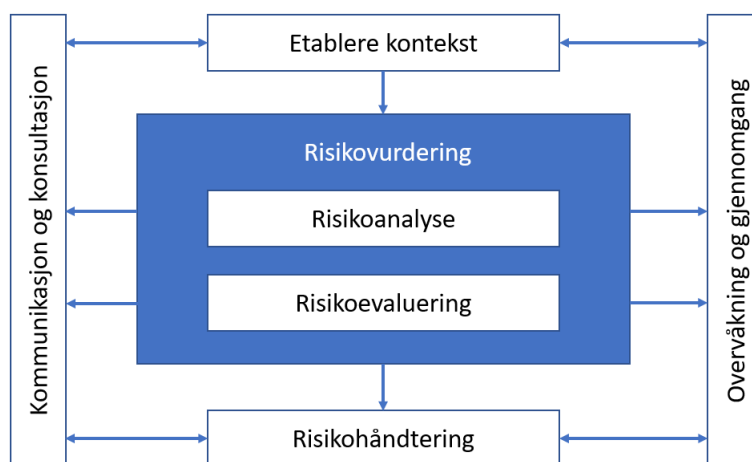 Etablere kontekst
Kommunikasjon og konsultasjon
Risikovurdering
Risikoanalyse
Risikoevaluering
Overvåkning og gjennomgang
Risikohåndtering